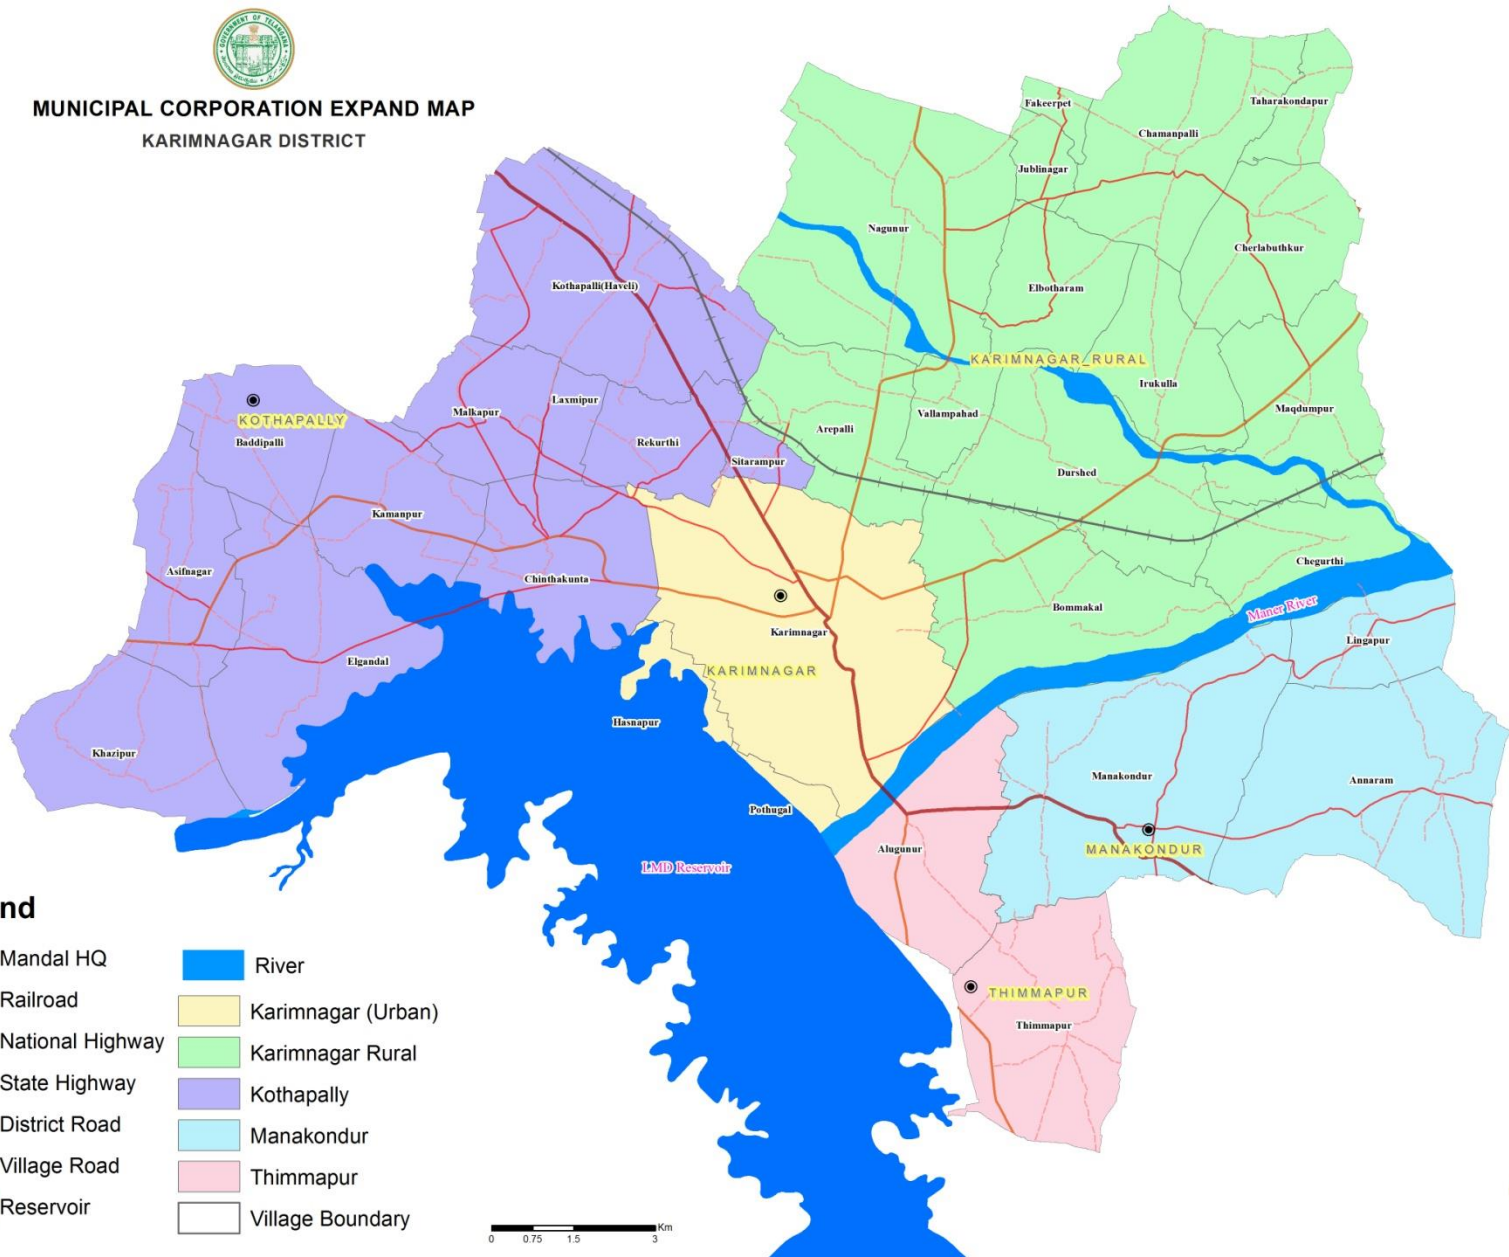 GOVERNMENT OF TELANGANA
MUNICIPAL CORPORATION EXPAND MAP
KARIMNAGAR DISTRICT
Fakeerpet
Taharakondapur
Chamanpalli
Jublinagar
Nagunur
Cherlabuthkur
Kothapalli(Haveli)
Elbotharam
KARIMNAGAR_RURAL
Irukulla
Laxmipur
Malkapur
Vallampahad
Maqdumpur
KOTHAPALLY
Baddipalli
Rekurthi
Arepalli
Sitarampur
Durshed
Kamanpur
Asifnagar
Chinthakunta
Chegurthi
Bommakal
Maner River
Karimnagar
Lingapur
Elgandal
KARIMNAGAR
Hasnapur
Khazipur
Manakondur
Annaram
Pothugal
Alugunur
MANAKONDUR
LMD Reservoir
THIMMAPUR
Thimmapur
nd
Mandal HQ
Railroad
National Highway
State Highway
District Road
Village Road
Reservoir
River
Karimnagar (Urban)
Karimnagar Rural
Kothapally
Manakondur
Thimmapur
Village Boundary
0 0.75 1.5 3 Km